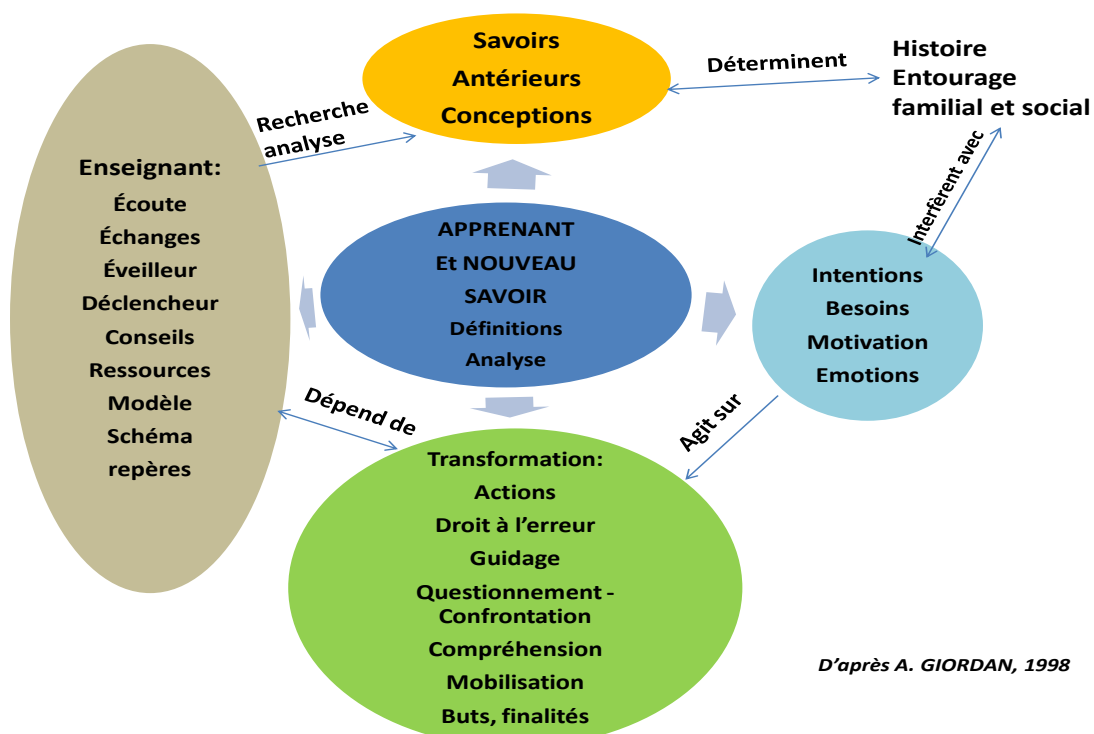 Savoirs
Antérieurs
Conceptions
Déterminent
Histoire
Entourage
familial et social
Recherche
analyse
Interfèrent avec
Enseignant:
Écoute
Échanges
Éveilleur
Déclencheur
Conseils
Ressources
Modèle
Schéma
repères
APPRENANT
Et NOUVEAU
SAVOIR
Définitions
Analyse
Intentions
Besoins
Motivation
Emotions
Dépend de
Agit sur
Transformation:
Actions
Droit à l’erreur
Guidage
Questionnement -
Confrontation
Compréhension
Mobilisation
Buts, finalités
D’après A. GIORDAN, 1998